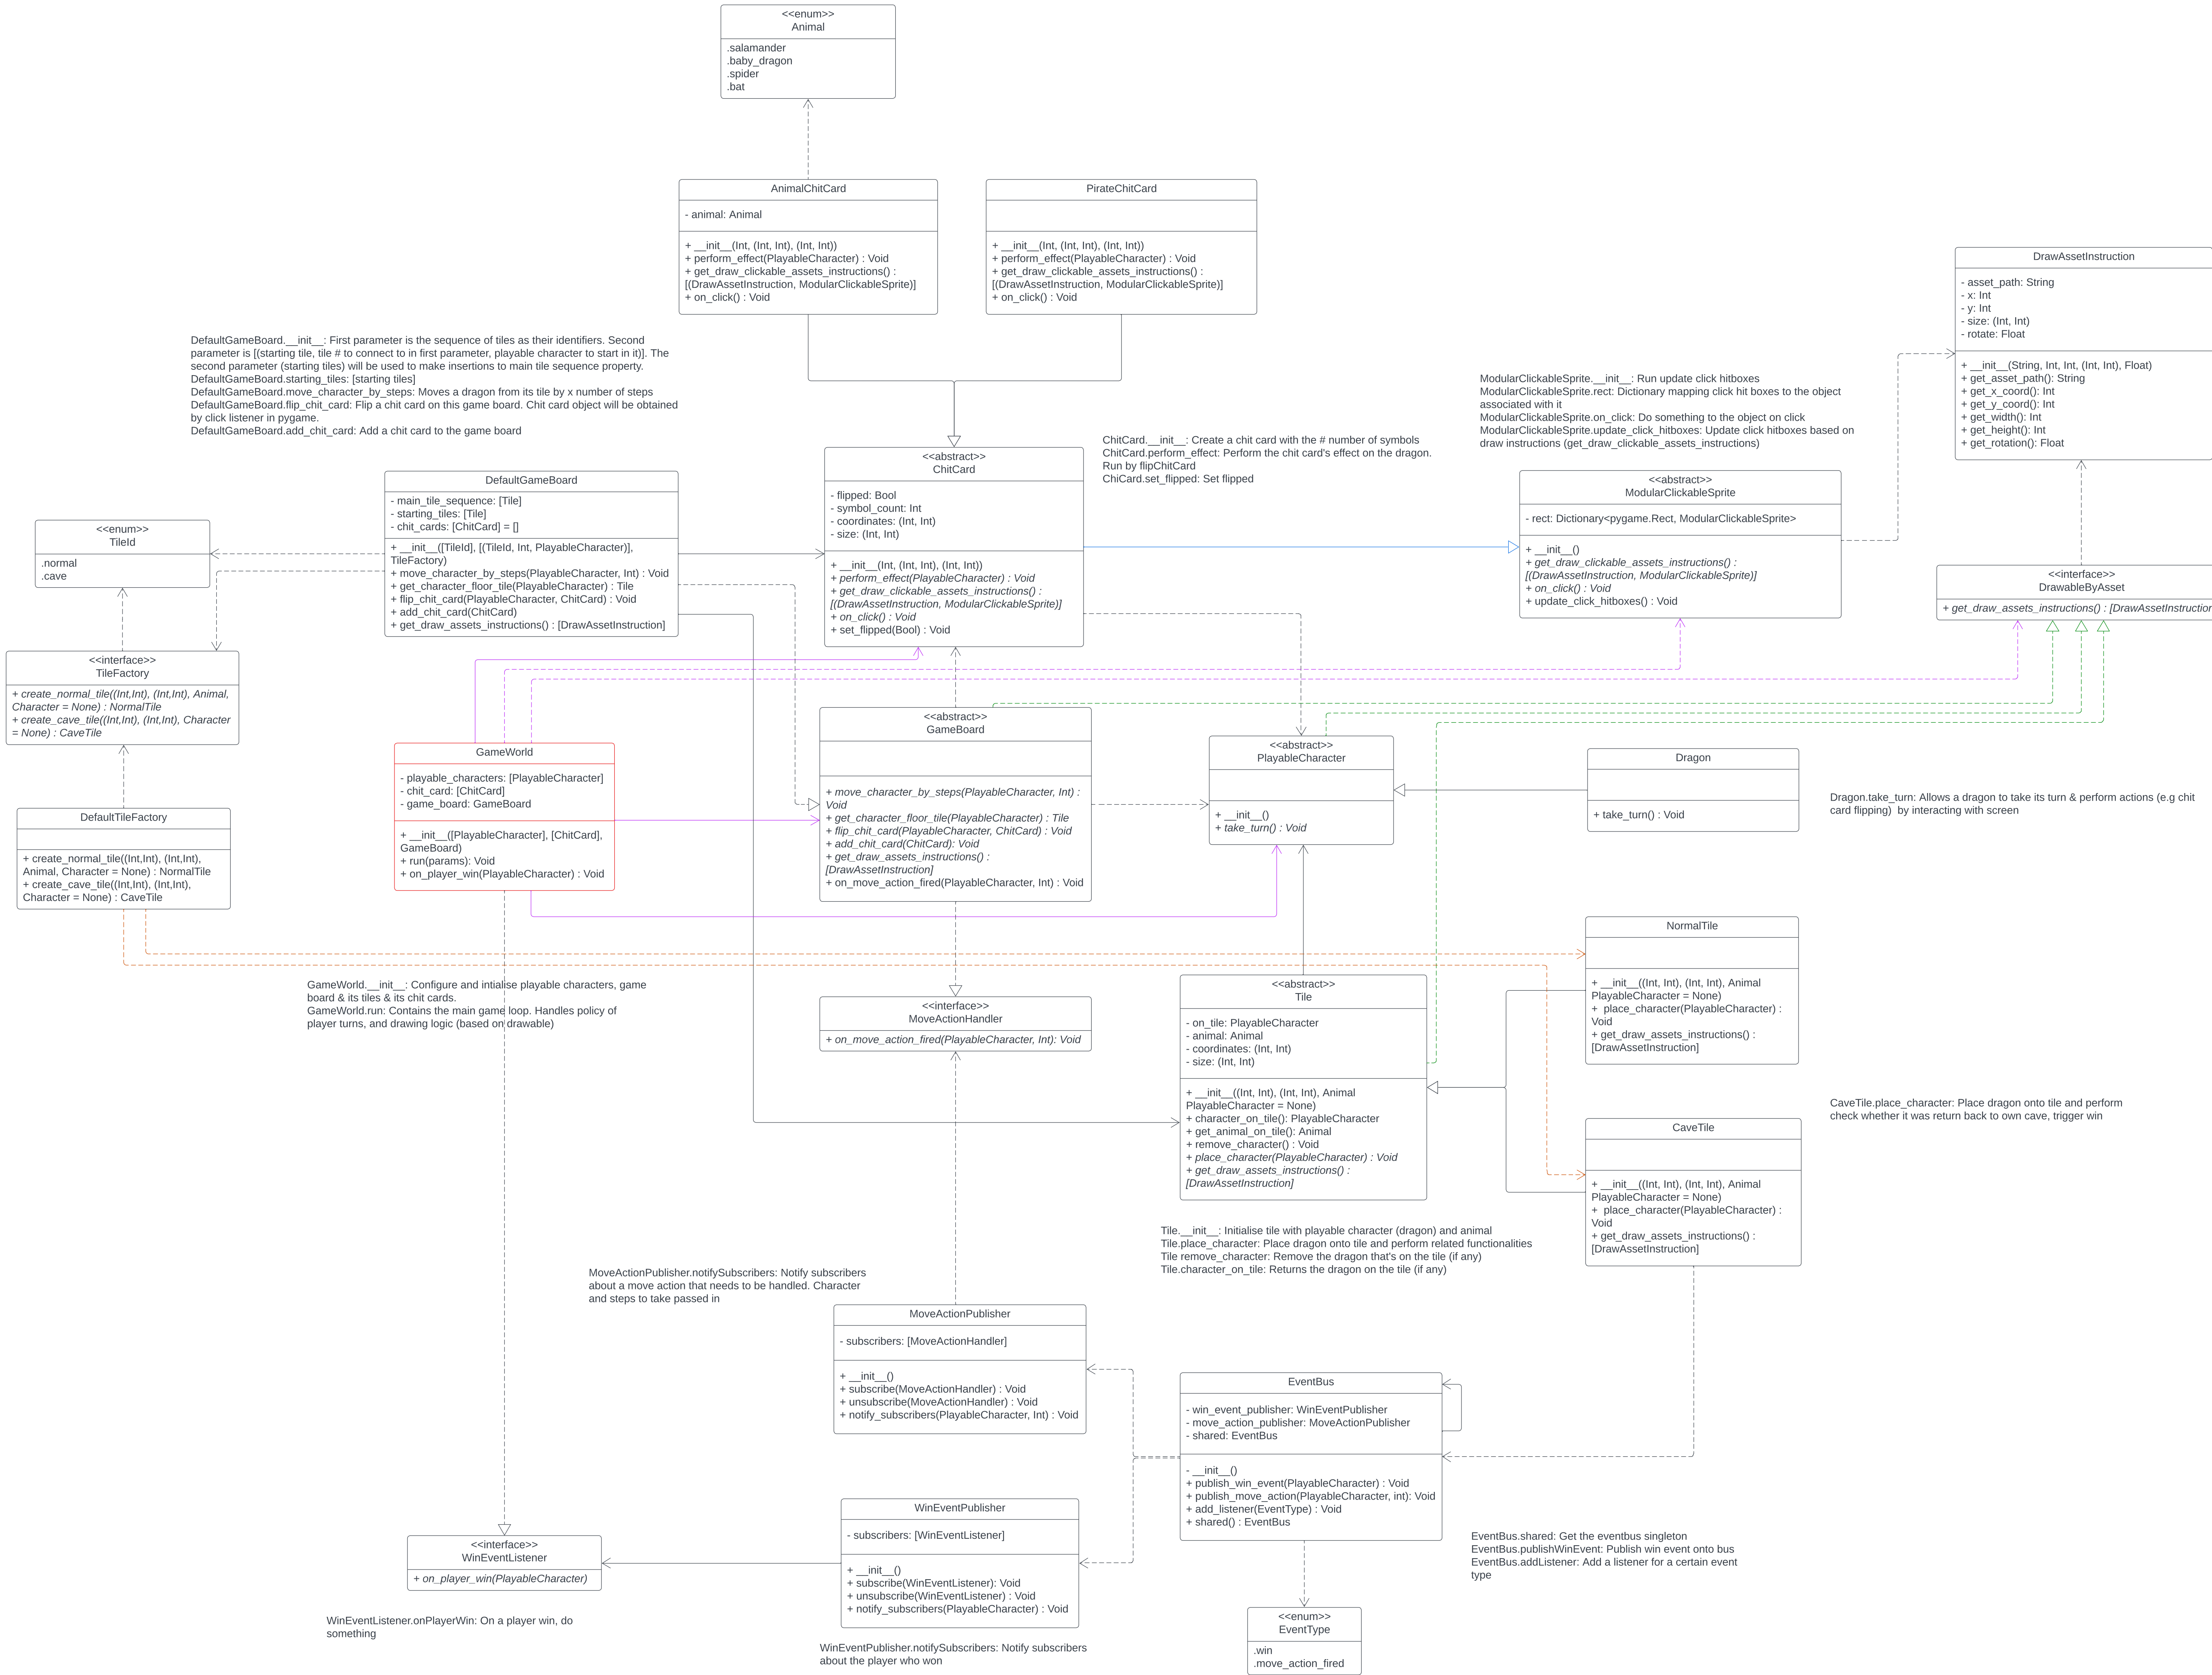 <<enum>>
Animal
.salamander
.baby_dragon
.spider
.bat
AnimalChitCard
- animal: Animal
+ __init__(Int, (Int, Int), (Int, Int))
+ perform_effect(PlayableCharacter) : Void
+ get_draw_clickable_assets_instructions() :
[(DrawAssetInstruction, ModularClickableSprite)]
+ on_click() : Void
PirateChitCard
+ __init__(Int, (Int, Int), (Int, Int))
+ perform_effect(PlayableCharacter) : Void
+ get_draw_clickable_assets_instructions() :
[(DrawAssetInstruction, ModularClickableSprite)]
+ on_click() : Void
DrawAssetInstruction
- asset_path: String
- x: Int
- y: Int
- size: (Int, Int)
- rotate: Float
+ __init__(String, Int, Int, (Int, Int), Float)
+ get_asset_path(): String
+ get_x_coord(): Int
+ get_y_coord(): Int
+ get_width(): Int
+ get_height(): Int
+ get_rotation(): Float
DefaultGameBoard.__init__: First parameter is the sequence of tiles as their identifiers. Second
parameter is [(starting tile, tile # to connect to in first parameter, playable character to start in it)]. The
second parameter (starting tiles) will be used to make insertions to main tile sequence property.
DefaultGameBoard.starting_tiles: [starting tiles]
DefaultGameBoard.move_character_by_steps: Moves a dragon from its tile by x number of steps
DefaultGameBoard.flip_chit_card: Flip a chit card on this game board. Chit card object will be obtained
by click listener in pygame.
DefaultGameBoard.add_chit_card: Add a chit card to the game board
ModularClickableSprite.__init__: Run update click hitboxes
ModularClickableSprite.rect: Dictionary mapping click hit boxes to the object
associated with it
ModularClickableSprite.on_click: Do something to the object on click
ModularClickableSprite.update_click_hitboxes: Update click hitboxes based on
draw instructions (get_draw_clickable_assets_instructions)
ChitCard.__init__: Create a chit card with the # number of symbols
ChitCard.perform_effect: Perform the chit card's effect on the dragon.
Run by flipChitCard
ChiCard.set_flipped: Set flipped
<<abstract>>
ChitCard
- flipped: Bool
- symbol_count: Int
- coordinates: (Int, Int)
- size: (Int, Int)
+ __init__(Int, (Int, Int), (Int, Int))
+ perform_effect(PlayableCharacter) : Void
+ get_draw_clickable_assets_instructions() :
[(DrawAssetInstruction, ModularClickableSprite)]
+ on_click() : Void
+ set_flipped(Bool) : Void
DefaultGameBoard
- main_tile_sequence: [Tile]
- starting_tiles: [Tile]
- chit_cards: [ChitCard] = []
+ __init__([TileId], [(TileId, Int, PlayableCharacter)],
TileFactory)
+ move_character_by_steps(PlayableCharacter, Int) : Void
+ get_character_floor_tile(PlayableCharacter) : Tile
+ flip_chit_card(PlayableCharacter, ChitCard) : Void
+ add_chit_card(ChitCard)
+ get_draw_assets_instructions() : [DrawAssetInstruction]
<<abstract>>
ModularClickableSprite
- rect: Dictionary<pygame.Rect, ModularClickableSprite>
+ __init__()
+ get_draw_clickable_assets_instructions() :
[(DrawAssetInstruction, ModularClickableSprite)]
+ on_click() : Void
+ update_click_hitboxes() : Void
<<enum>>
TileId
.normal
.cave
<<interface>>
DrawableByAsset
+ get_draw_assets_instructions() : [DrawAssetInstruction
<<interface>>
TileFactory
+ create_normal_tile((Int,Int), (Int,Int), Animal,
Character = None) : NormalTile
+ create_cave_tile((Int,Int), (Int,Int), Character
= None) : CaveTile
GameWorld
- playable_characters: [PlayableCharacter]
- chit_card: [ChitCard]
- game_board: GameBoard
+ __init__([PlayableCharacter], [ChitCard],
GameBoard)
+ run(params): Void
+ on_player_win(PlayableCharacter) : Void
<<abstract>>
GameBoard
+ move_character_by_steps(PlayableCharacter, Int) :
Void
+ get_character_floor_tile(PlayableCharacter) : Tile
+ flip_chit_card(PlayableCharacter, ChitCard) : Void
+ add_chit_card(ChitCard): Void
+ get_draw_assets_instructions() :
[DrawAssetInstruction]
+ on_move_action_fired(PlayableCharacter, Int) : Void
<<abstract>>
PlayableCharacter
+ __init__()
+ take_turn() : Void
Dragon
+ take_turn() : Void
Dragon.take_turn: Allows a dragon to take its turn & perform actions (e.g chit
card flipping)  by interacting with screen
DefaultTileFactory
+ create_normal_tile((Int,Int), (Int,Int),
Animal, Character = None) : NormalTile
+ create_cave_tile((Int,Int), (Int,Int),
Character = None) : CaveTile
GameWorld.__init__: Configure and intialise playable characters, game
board & its tiles & its chit cards.
GameWorld.run: Contains the main game loop. Handles policy of
player turns, and drawing logic (based on drawable)
<<interface>>
MoveActionHandler
+ on_move_action_fired(PlayableCharacter, Int): Void
<<abstract>>
Tile
- on_tile: PlayableCharacter
- animal: Animal
- coordinates: (Int, Int)
- size: (Int, Int)
+ __init__((Int, Int), (Int, Int), Animal
PlayableCharacter = None)
+ character_on_tile(): PlayableCharacter
+ get_animal_on_tile(): Animal
+ remove_character() : Void
+ place_character(PlayableCharacter) : Void
+ get_draw_assets_instructions() :
[DrawAssetInstruction]
NormalTile
+ __init__((Int, Int), (Int, Int), Animal
PlayableCharacter = None)
+  place_character(PlayableCharacter) :
Void
+ get_draw_assets_instructions() :
[DrawAssetInstruction]
CaveTile.place_character: Place dragon onto tile and perform
check whether it was return back to own cave, trigger win
CaveTile
+ __init__((Int, Int), (Int, Int), Animal
PlayableCharacter = None)
+  place_character(PlayableCharacter) :
Void
+ get_draw_assets_instructions() :
[DrawAssetInstruction]
Tile.__init__: Initialise tile with playable character (dragon) and animal
Tile.place_character: Place dragon onto tile and perform related functionalities
Tile remove_character: Remove the dragon that's on the tile (if any)
Tile.character_on_tile: Returns the dragon on the tile (if any)
MoveActionPublisher.notifySubscribers: Notify subscribers
about a move action that needs to be handled. Character
and steps to take passed in
MoveActionPublisher
- subscribers: [MoveActionHandler]
+ __init__()
+ subscribe(MoveActionHandler) : Void
+ unsubscribe(MoveActionHandler) : Void
+ notify_subscribers(PlayableCharacter, Int) : Void
EventBus
- win_event_publisher: WinEventPublisher
- move_action_publisher: MoveActionPublisher
- shared: EventBus
- __init__()
+ publish_win_event(PlayableCharacter) : Void
+ publish_move_action(PlayableCharacter, int): Void
+ add_listener(EventType) : Void
+ shared() : EventBus
WinEventPublisher
- subscribers: [WinEventListener]
+ __init__()
+ subscribe(WinEventListener): Void
+ unsubscribe(WinEventListener) : Void
+ notify_subscribers(PlayableCharacter) : Void
<<interface>>
WinEventListener
+ on_player_win(PlayableCharacter)
EventBus.shared: Get the eventbus singleton
EventBus.publishWinEvent: Publish win event onto bus
EventBus.addListener: Add a listener for a certain event
type
WinEventListener.onPlayerWin: On a player win, do
something
WinEventPublisher.notifySubscribers: Notify subscribers
about the player who won
<<enum>>
EventType
.win
.move_action_fired